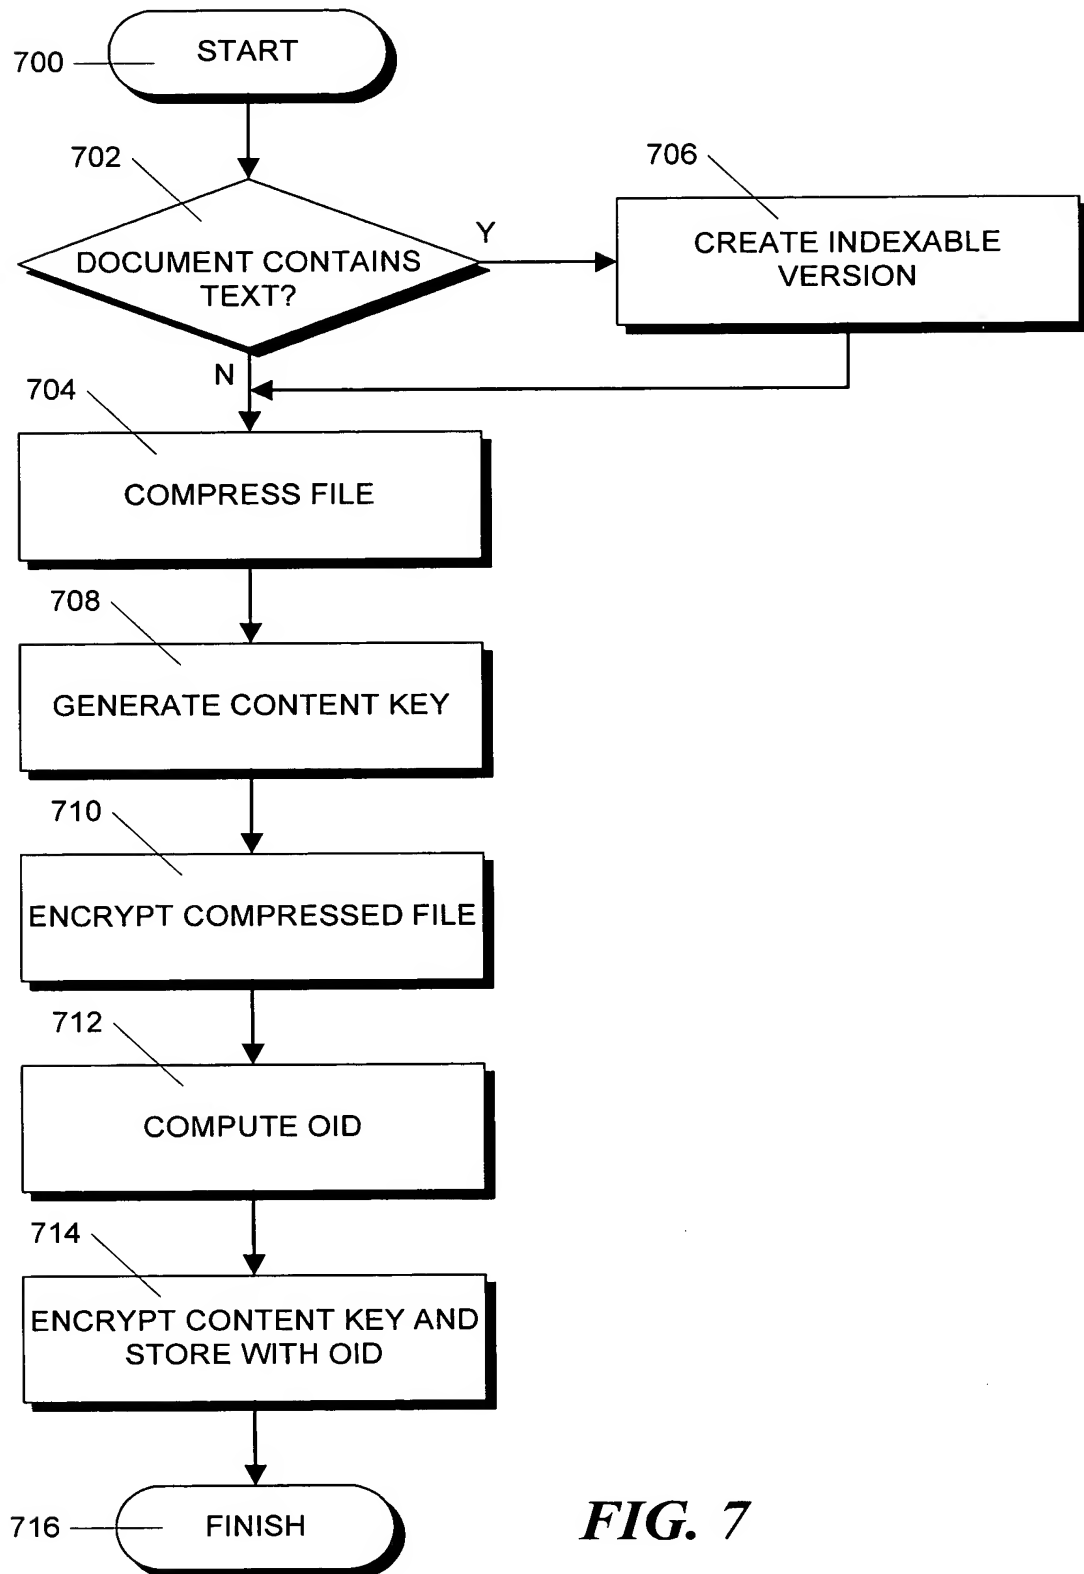 700
START
702
DOCUMENT CONTAINS
TEXT?
Y
706
CREATE INDEXABLE
VERSION
N
704
COMPRESS FILE
708
GENERATE CONTENT KEY
710
ENCRYPT COMPRESSED FILE
712
COMPUTE OID
714
ENCRYPT CONTENT KEY AND
STORE WITH OID
716
FINISH
FIG. 7